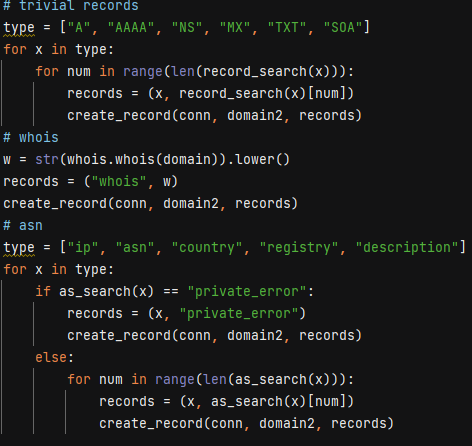 # trivial records
type = ["A", "AAAA", "NS", "MX", "TXT", "SOA"]
for x in type:
    for num in range(len(record_search(x))):
        records = (x, record_search(x)[num])
        create_record(conn, domain2, records)
# whois
w = str(whois.whois(domain)).lower()
records = ("whois", w)
create_record(conn, domain2, records)
# asn
type = ["ip", "asn", "country", "registry", "description"]
for x in type:
    if as_search(x) == "private_error":
        records = (x, "private_error")
        create_record(conn, domain2, records)
    else:
        for num in range(len(as_search(x))):
            records = (x, as_search(x)[num])
            create_record(conn, domain2, records)